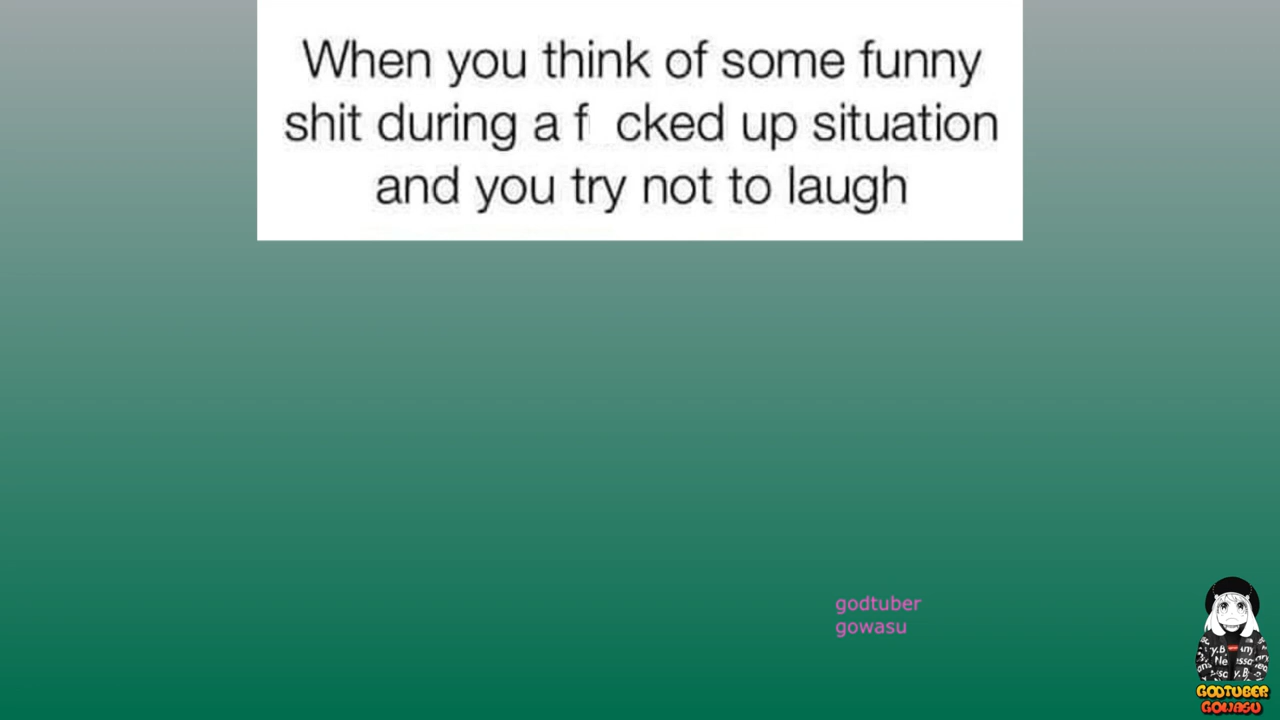 When you think of some funny
shit during a f cked up situation
and you try not to laugh
godtuber
gowasu
GODTUBER
GOWASU